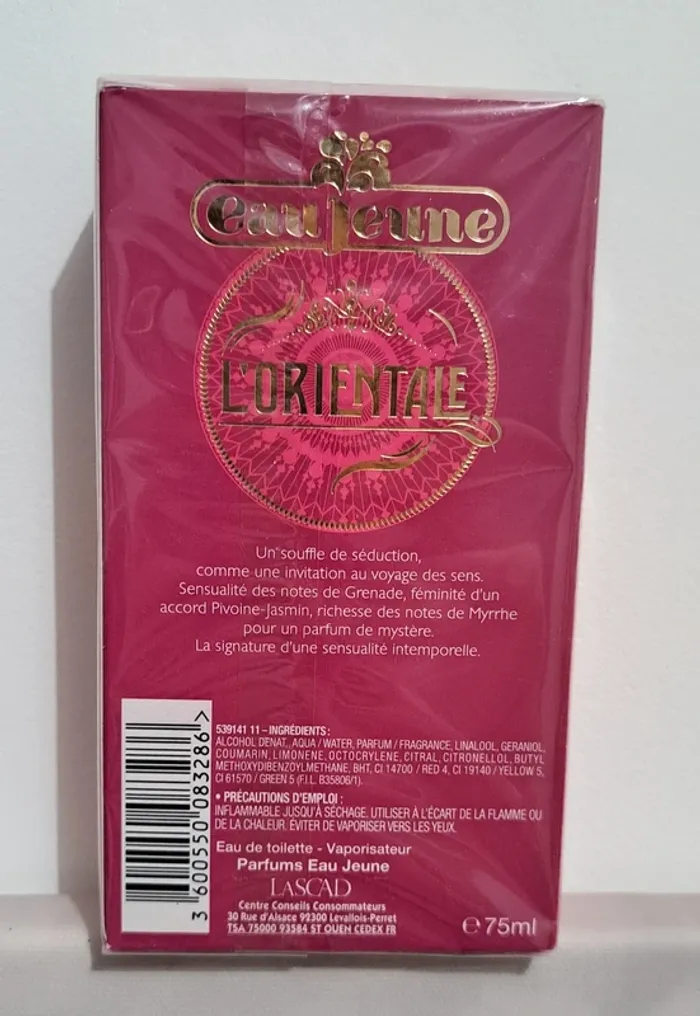 eau jeune
L'ORIENTALE
Un souffle de séduction,
comme une invitation au voyage des sens.
Sensualité des notes de Grenade, féminité d'un
accord Pivoine-Jasmin, richesse des notes de Myrrhe
pour un parfum de mystère.
La signature d'une sensualité intemporelle.
539141 11 – INGRÉDIENTS :
ALCOHOL DENAT., AQUA / WATER, PARFUM / FRAGRANCE, LINALOOL, GERANIOL,
COUMARIN, LIMONENE, OCTOCRYLENE, CITRAL, CITRONELLOL, BUTYL
METHOXYDIBENZOYLMETHANE, BHT, CI 14700 / RED 4, CI 19140 / YELLOW 5,
CI 61570 / GREEN 5 (F.I.L. B35806/1).
• PRÉCAUTIONS D'EMPLOI :
INFLAMMABLE JUSQU'À SÉCHAGE. UTILISER À L'ÉCART DE LA FLAMME OU
DE LA CHALEUR. ÉVITER DE VAPORISER VERS LES YEUX.
3 600550 083286 >
Eau de toilette - Vaporisateur
Parfums Eau Jeune
LASCAD
Centre Conseils Consommateurs
30 Rue d'Alsace 92300 Levallois-Perret
TSA 75000 93584 ST OUEN CEDEX FR
℮ 75ml